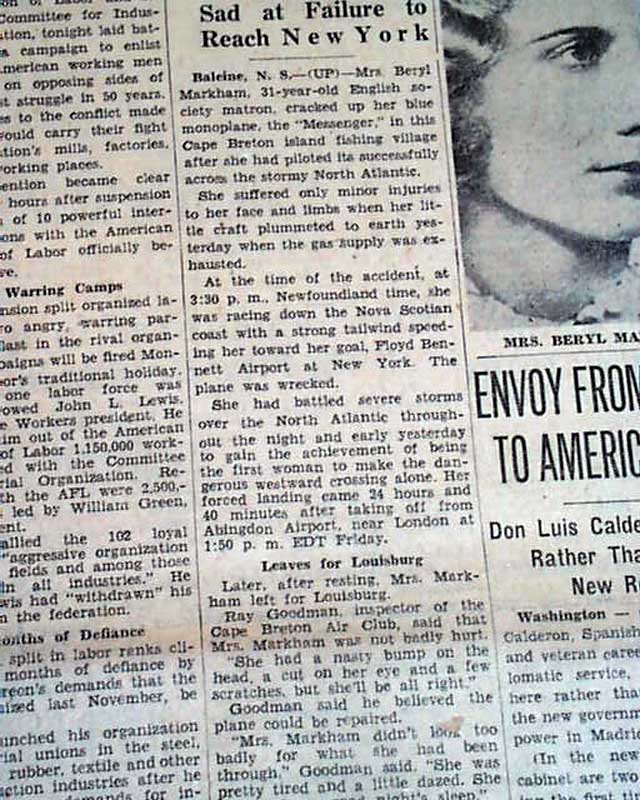 Committee for Indus-
tonight laid bat-
campaign to enlist
American working men
on opposing sides of
struggle in 50 years.
es to the conflict made
would carry their fight
nation's mills, factories,
working places.
ention became clear
hours after suspension
of 10 powerful inter-
ons with the American
of Labor officially be-
Warring Camps
nsion split organized la-
angry, warring par-
last in the rival organ-
paigns will be fired Mon-
or's traditional holiday.
one labor force was
owed John L. Lewis,
Workers president. He
im out of the American
of Labor 1,150,000 work-
ed with the Committee
rial Organization. Re-
th the AFL were 2,500,-
led by William Green,
ent.
allied the 102 loyal
"aggressive organization
fields and among those
in all industries." He
wis had "withdrawn" his
the federation.
onths of Defiance
split in labor renks cli-
months of defiance by
reen's demands that the
ized last November, be
unched his organization
rial unions in the steel,
rubber, textile and other
ction industries after he
demands for in-
Sad at Failure to
Reach New York
Baleine, N. S.—(UP)—Mrs. Beryl
Markham, 31-year-old English so-
ciety matron, cracked up her blue
monoplane, the "Messenger," in this
Cape Breton island fishing village
after she had piloted its successfully
across the stormy North Atlantic.
She suffered only minor injuries
to her face and limbs when her lit-
tle craft plummeted to earth yes-
terday when the gas supply was ex-
hausted.
At the time of the accident, at
3:30 p. m., Newfoundland time, she
was racing down the Nova Scotian
coast with a strong tailwind speed-
ing her toward her goal, Floyd Ben-
nett Airport at New York. The
plane was wrecked.
She had battled severe storms
over the North Atlantic through-
out the night and early yesterday
to gain the achievement of being
the first woman to make the dan-
gerous westward crossing alone. Her
forced landing came 24 hours and
40 minutes after taking off from
Abingdon Airport, near London at
1:50 p. m. EDT Friday.
Leaves for Louisburg
Later, after resting, Mrs. Mark-
ham left for Louisburg.
Ray Goodman, inspector of the
Cape Breton Air Club, said that
Mrs. Markham was not badly hurt.
"She had a nasty bump on the
head, a cut on her eye and a few
scratches, but she'll be all right."
Goodman said he believed the
plane could be repaired.
"Mrs. Markham didn't look too
badly for what she had been
through," Goodman said. "She was
pretty tired and a little dazed. She
night's sleep."
MRS. BERYL MA
ENVOY FROM
TO AMERIC
Don Luis Calde
Rather Tha
New R
Washington —
Calderon, Spanish
and veteran caree
lomatic service,
here rather than
the new governm
power in Madrid
(In the new
cabinet are two
the first ti